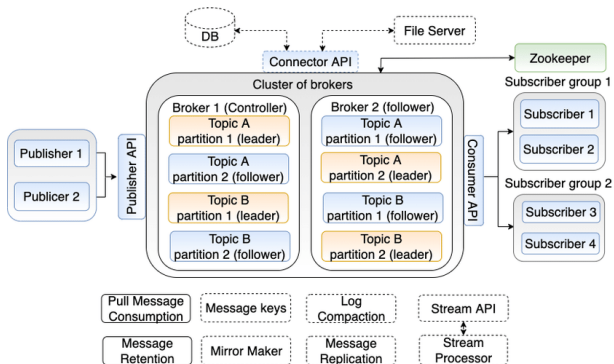 DB
File Server
Connector API
Zookeeper
Cluster of brokers
Subscriber group 1
Broker 1 (Controller)
Topic A
partition 1 (leader)
Topic A
partition 2 (follower)
Topic B
partition 1 (leader)
Topic B
partition 2 (follower)
Broker 2 (follower)
Topic A
partition 1 (follower)
Topic A
partition 2 (leader)
Topic B
partition 1 (follower)
Topic B
partition 2 (leader)
Publisher 1
Publicer 2
Publisher API
Consumer API
Subscriber 1
Subscriber 2
Subscriber group 2
Subscriber 3
Subscriber 4
Pull Message
Consumption
Message keys
Log
Compaction
Stream API
Message
Retention
Mirror Maker
Message
Replication
Stream
Processor